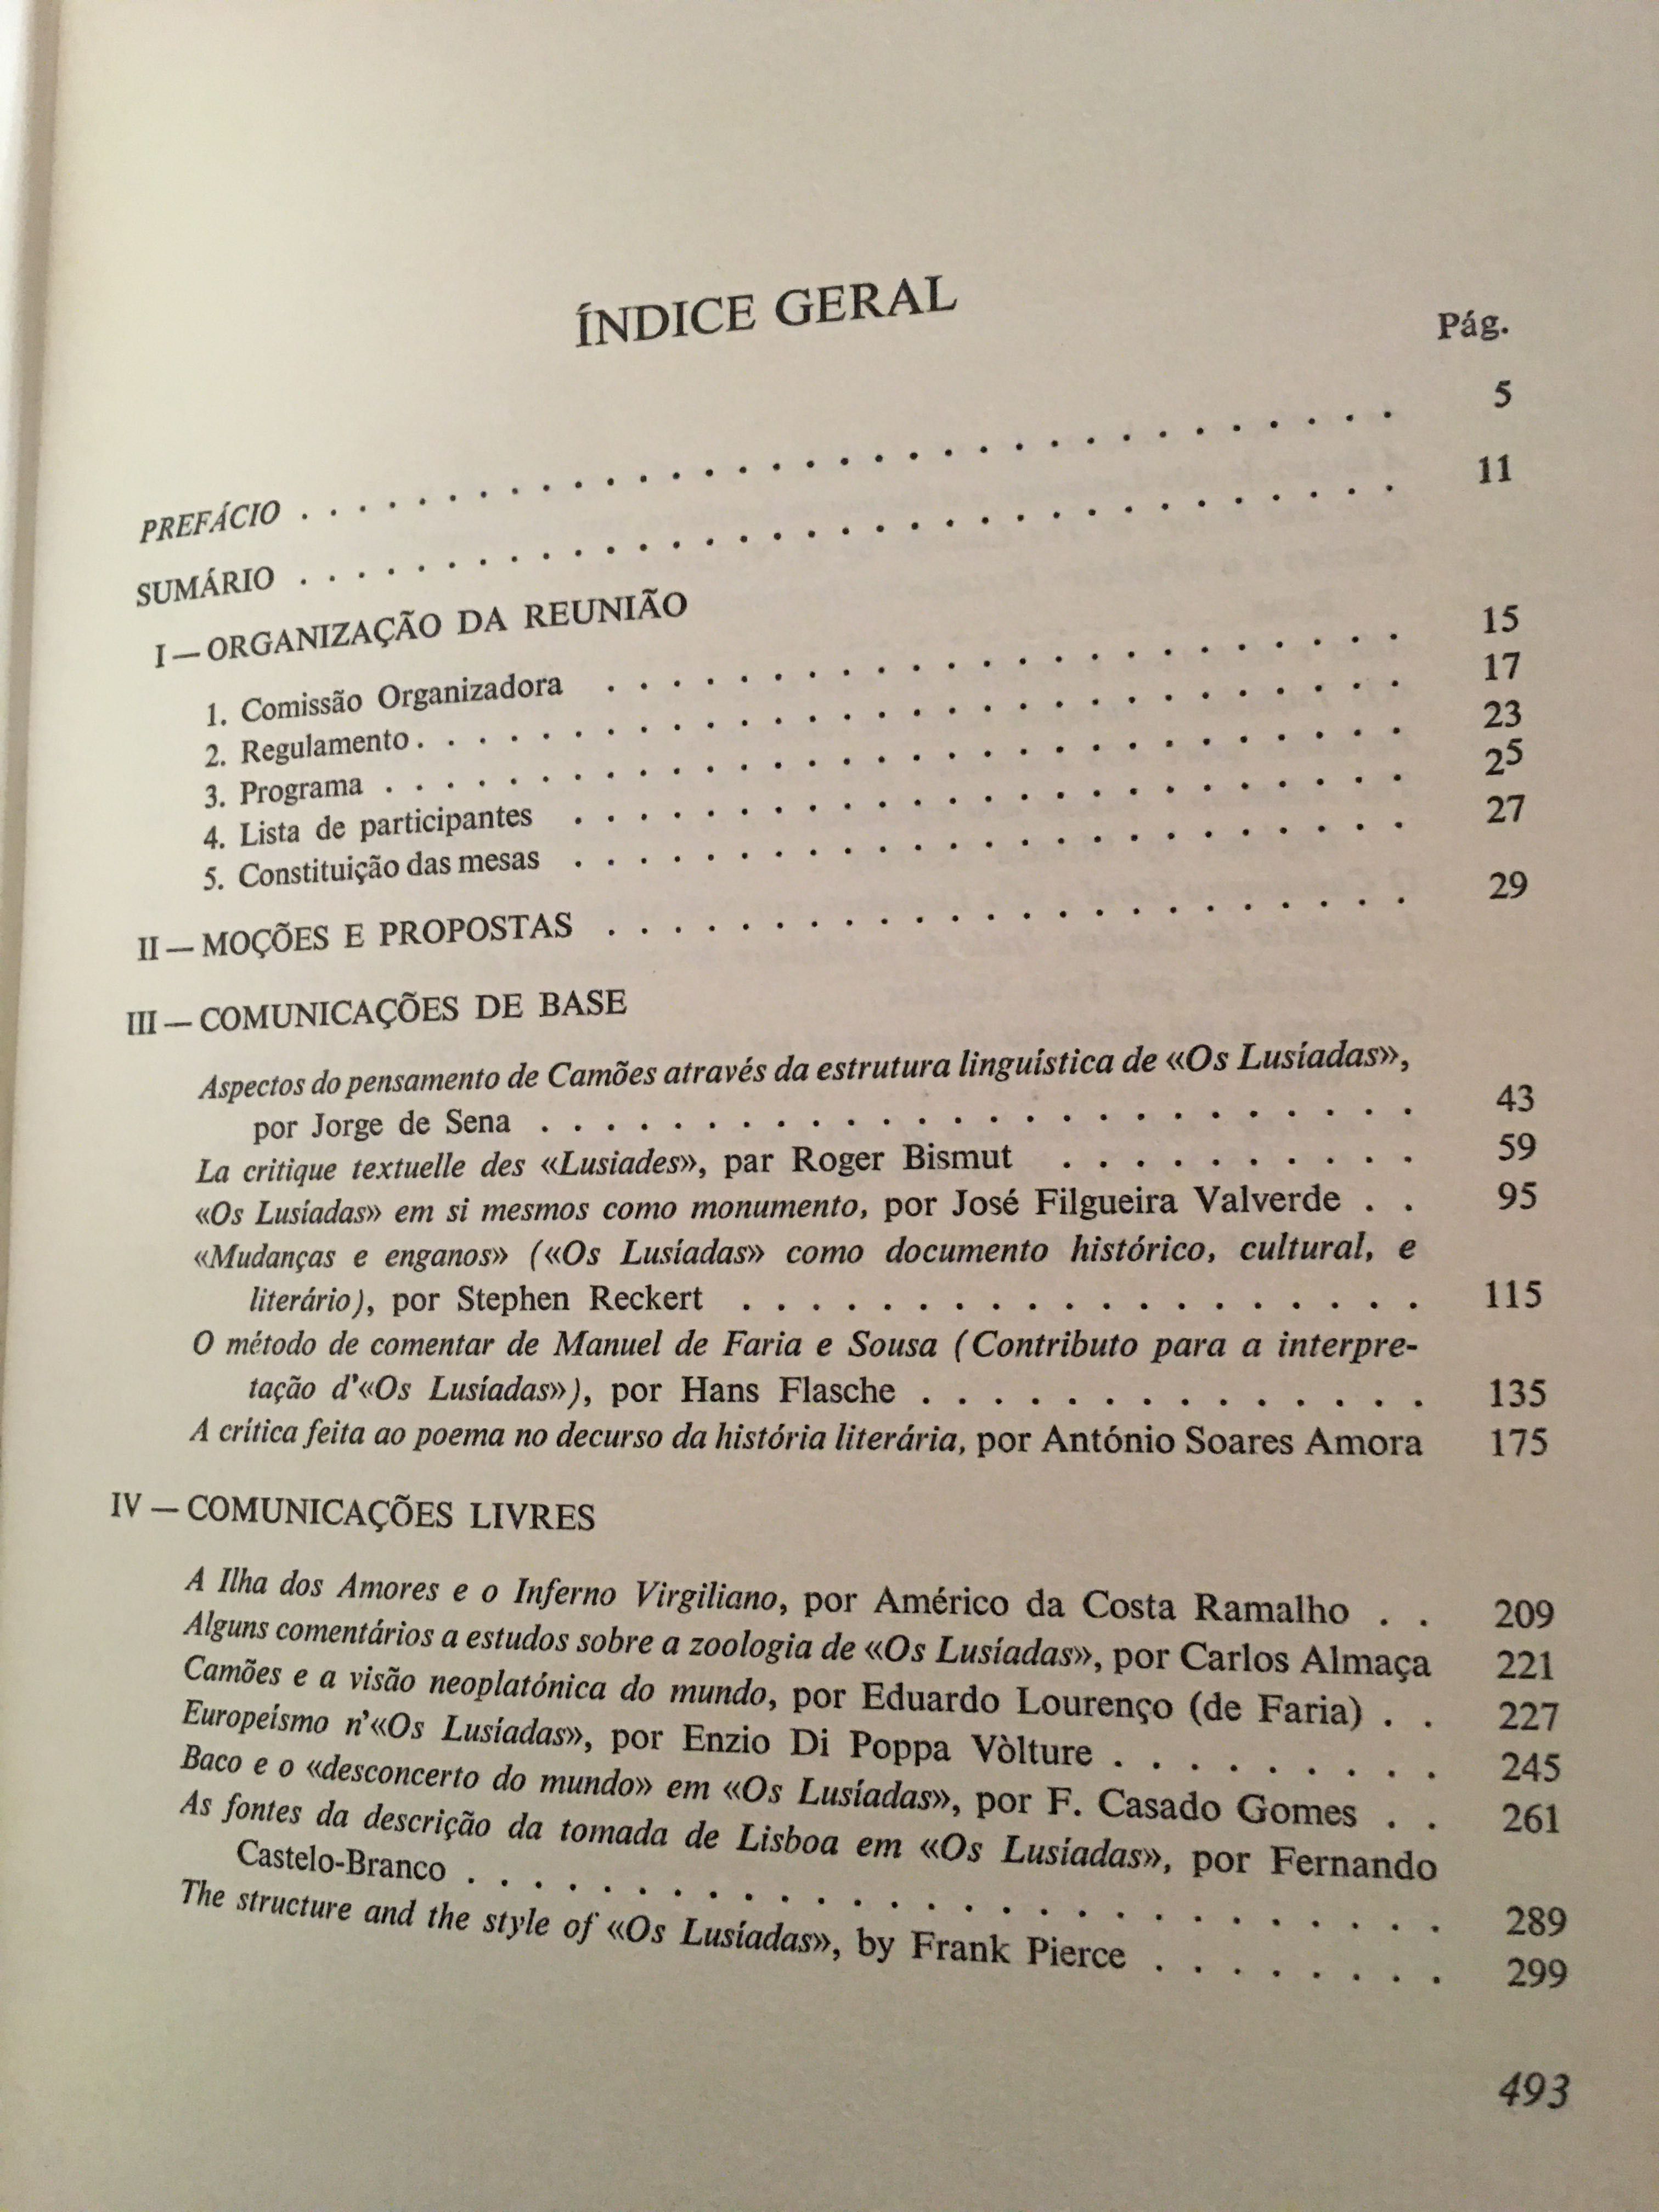 ÍNDICE GERAL
Pág.
PREFÁCIO . . . . . . . . . . . . . . . . . . . . . . . . . . . . . . 5
SUMÁRIO . . . . . . . . . . . . . . . . . . . . . . . . . . . . . . 11
I — ORGANIZAÇÃO DA REUNIÃO
1. Comissão Organizadora . . . . . . . . . . . . . . . . . . . . . . 15
2. Regulamento . . . . . . . . . . . . . . . . . . . . . . . . . . . 17
3. Programa . . . . . . . . . . . . . . . . . . . . . . . . . . . . 23
4. Lista de participantes . . . . . . . . . . . . . . . . . . . . . . 25
5. Constituição das mesas . . . . . . . . . . . . . . . . . . . . . . 27
II — MOÇÕES E PROPOSTAS . . . . . . . . . . . . . . . . . . . . . . 29
III — COMUNICAÇÕES DE BASE
Aspectos do pensamento de Camões através da estrutura linguística de «Os Lusíadas»,
por Jorge de Sena . . . . . . . . . . . . . . . . . . . . . . . . . 43
La critique textuelle des «Lusiades», par Roger Bismut . . . . . . . . . . 59
«Os Lusíadas» em si mesmos como monumento, por José Filgueira Valverde . . 95
«Mudanças e enganos» («Os Lusíadas» como documento histórico, cultural, e
literário), por Stephen Reckert . . . . . . . . . . . . . . . . . . 115
O método de comentar de Manuel de Faria e Sousa (Contributo para a interpre-
tação d'«Os Lusíadas»), por Hans Flasche . . . . . . . . . . . . . . . 135
A crítica feita ao poema no decurso da história literária, por António Soares Amora 175
IV — COMUNICAÇÕES LIVRES
A Ilha dos Amores e o Inferno Virgiliano, por Américo da Costa Ramalho . . 209
Alguns comentários a estudos sobre a zoologia de «Os Lusíadas», por Carlos Almaça 221
Camões e a visão neoplatónica do mundo, por Eduardo Lourenço (de Faria) . . 227
Europeísmo n'«Os Lusíadas», por Enzio Di Poppa Vòlture . . . . . . . . . 245
Baco e o «desconcerto do mundo» em «Os Lusíadas», por F. Casado Gomes . . 261
As fontes da descrição da tomada de Lisboa em «Os Lusíadas», por Fernando
Castelo-Branco . . . . . . . . . . . . . . . . . . . . . . . . . . 289
The structure and the style of «Os Lusíadas», by Frank Pierce . . . . . . . . 299
493